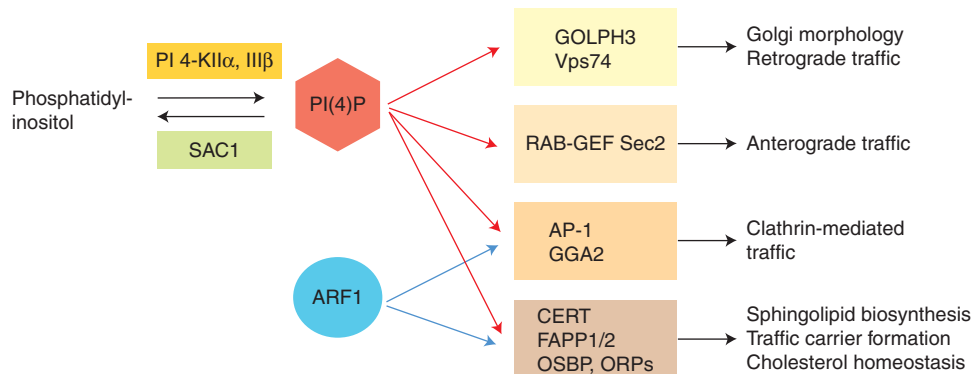 PI 4-KIIα, IIIβ
Phosphatidyl-
inositol
SAC1
PI(4)P
ARF1
GOLPH3
Vps74
Golgi morphology
Retrograde traffic
RAB-GEF Sec2
Anterograde traffic
AP-1
GGA2
Clathrin-mediated
traffic
CERT
FAPP1/2
OSBP, ORPs
Sphingolipid biosynthesis
Traffic carrier formation
Cholesterol homeostasis